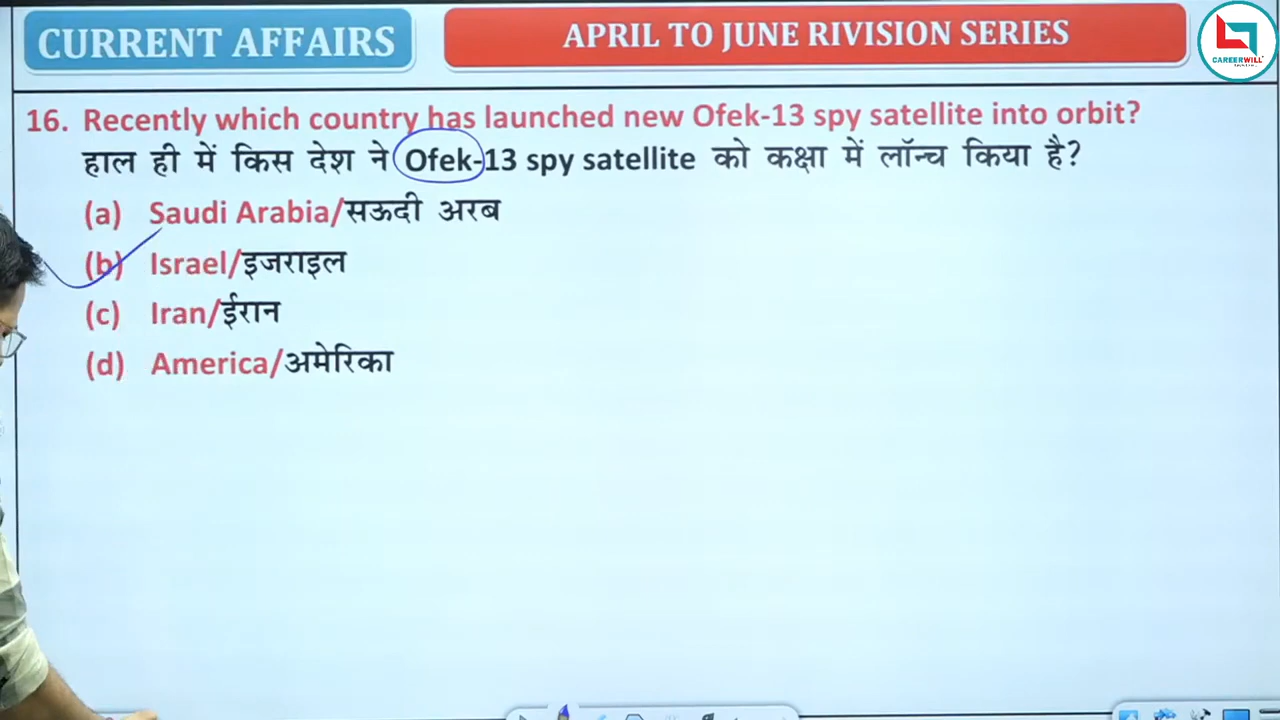 CURRENT AFFAIRS
APRIL TO JUNE RIVISION SERIES
CAREERWILL
16. Recently which country has launched new Ofek-13 spy satellite into orbit?
हाल ही में किस देश ने Ofek-13 spy satellite को कक्षा में लॉन्च किया है?
(a) Saudi Arabia/सऊदी अरब
(b) Israel/इजराइल
(c) Iran/ईरान
(d) America/अमेरिका